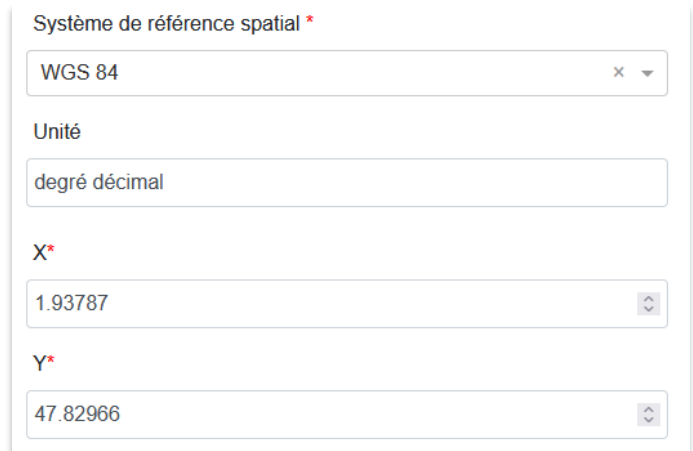 Système de référence spatial *
WGS 84
Unité
degré décimal
X*
1.93787
Y*
47.82966